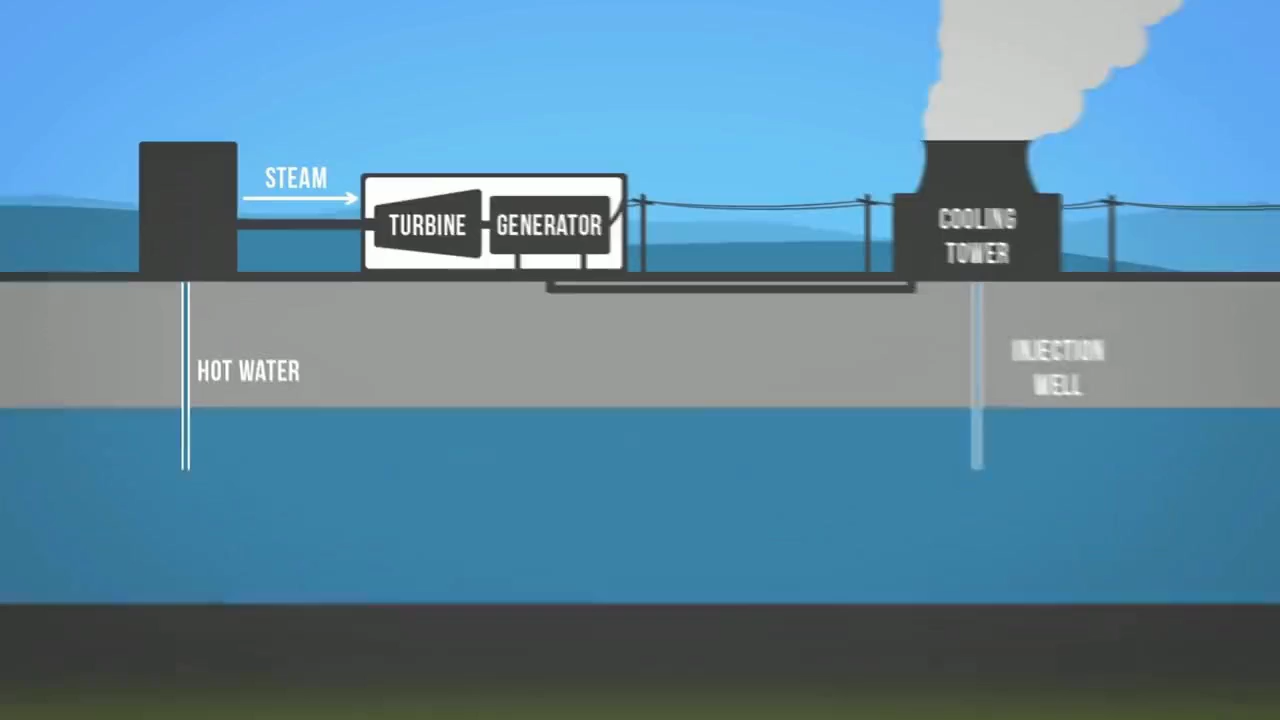 STEAM
TURBINE
GENERATOR
COOLING
TOWER
HOT WATER
INJECTION
WELL